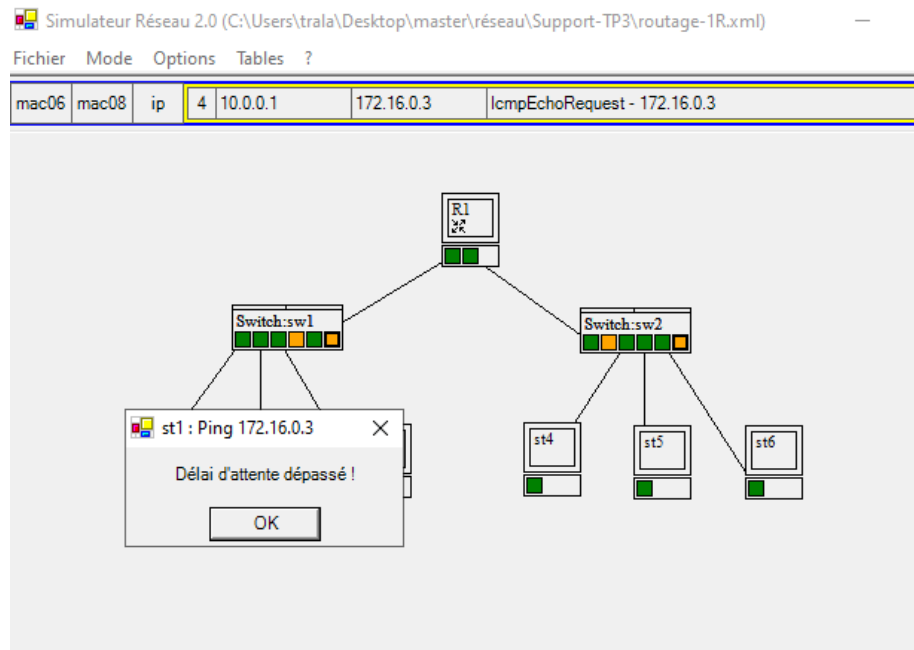 Simulateur Réseau 2.0 (C:\Users\trala\Desktop\master\réseau\Support-TP3\routage-1R.xml)
Fichier Mode Options Tables ?
mac06 mac08 ip 4 10.0.0.1 172.16.0.3 IcmpEchoRequest - 172.16.0.3
R1
Switch:sw1
Switch:sw2
st1 : Ping 172.16.0.3
Délai d'attente dépassé !
OK
st4
st5
st6